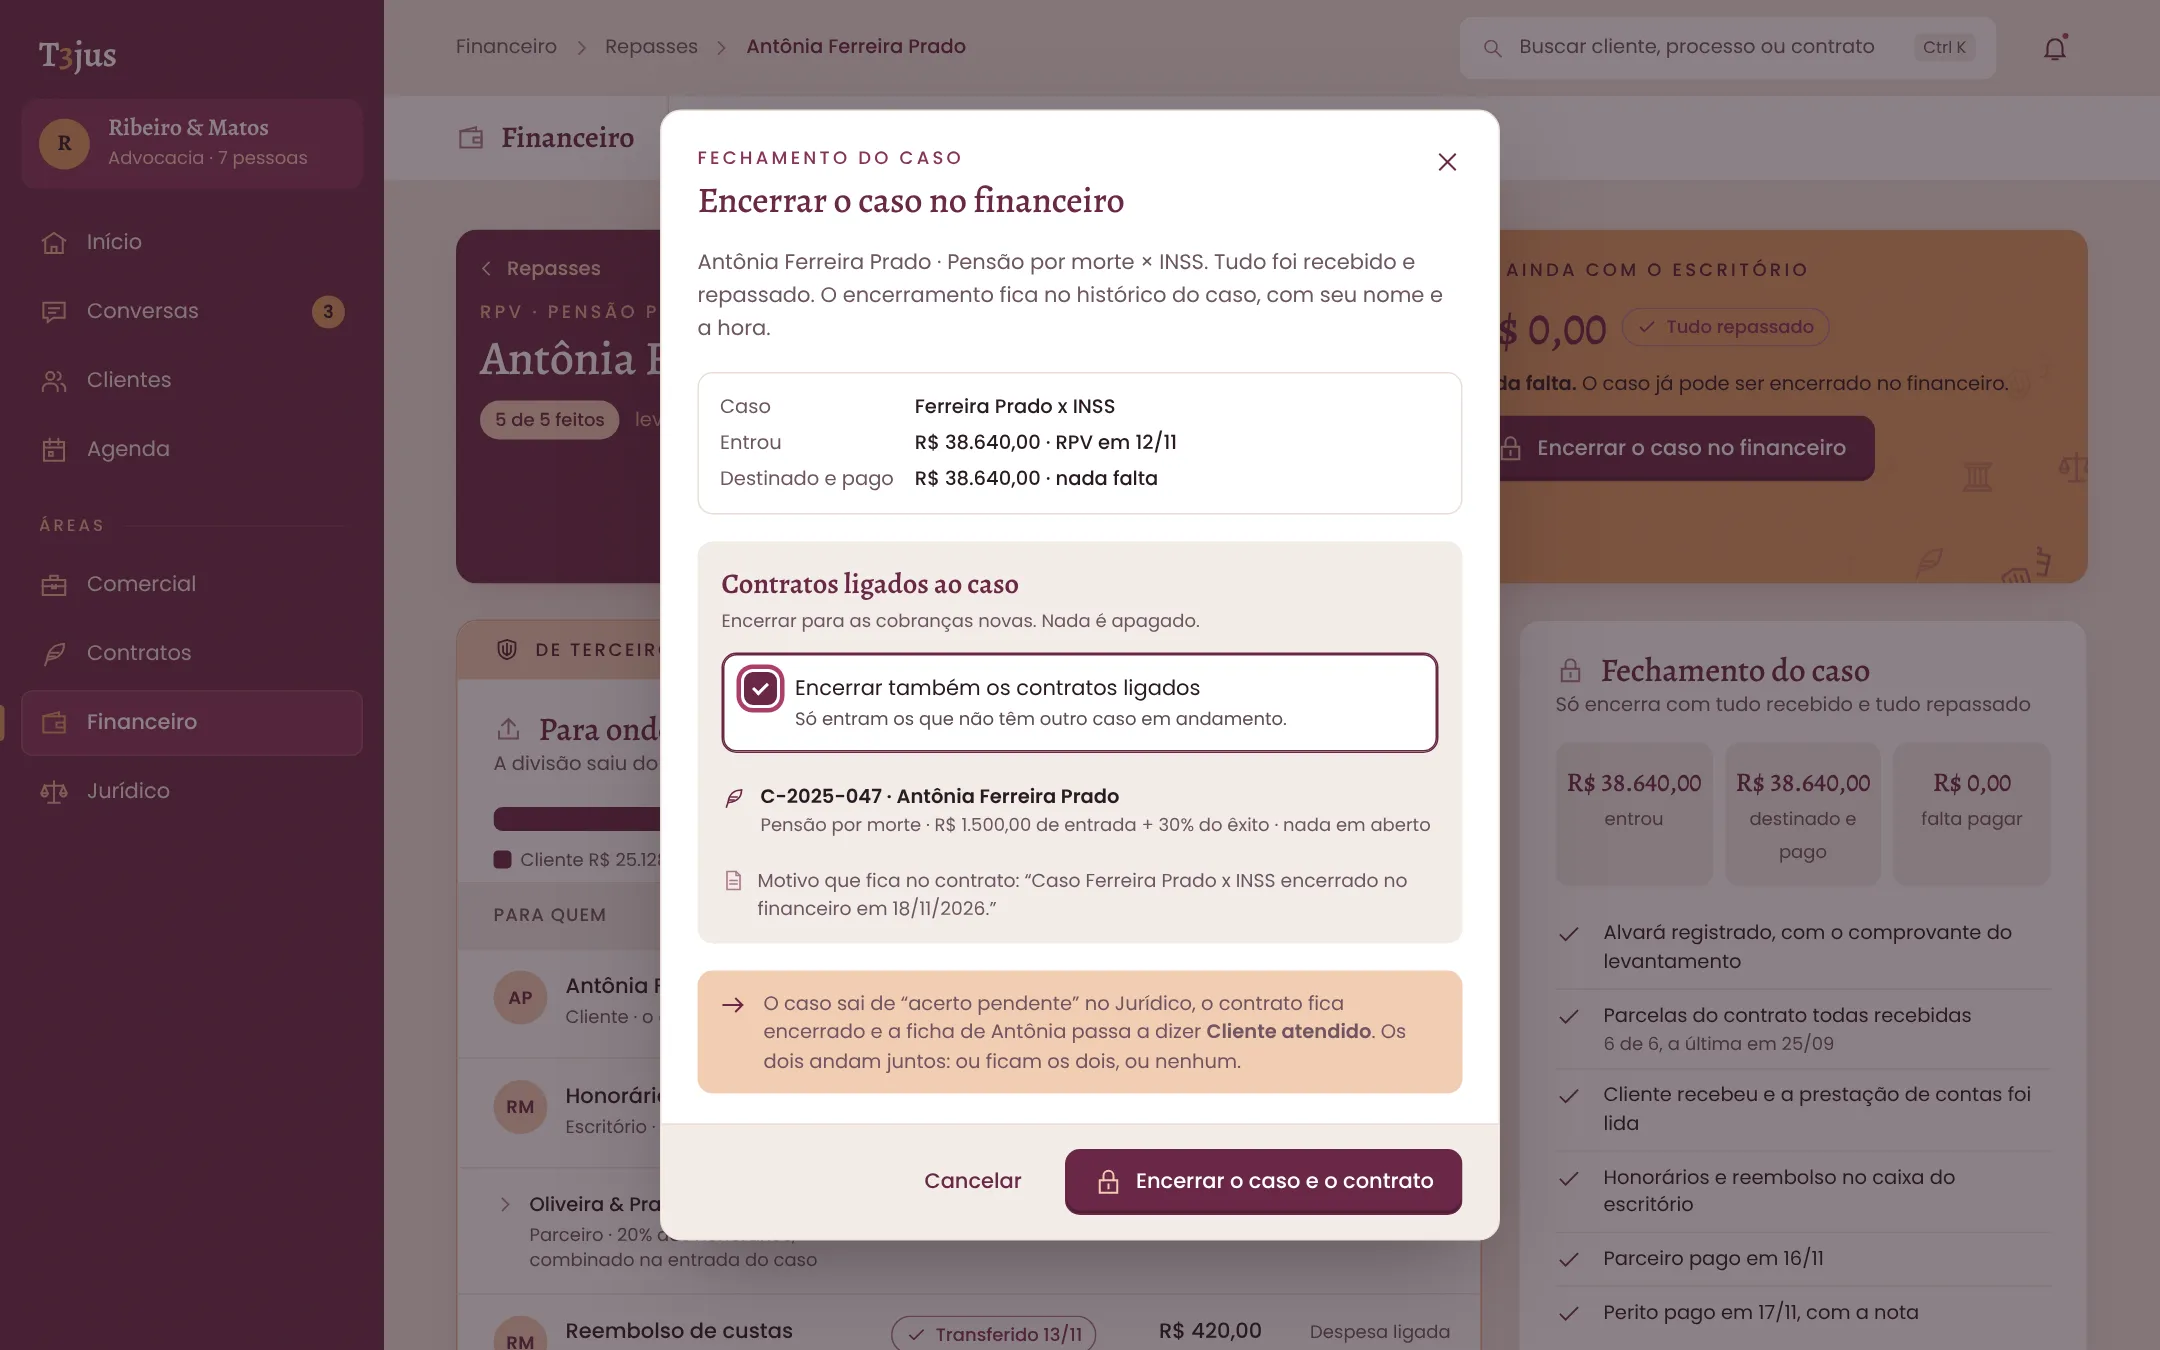 T3jus
Ribeiro & Matos
R
Advocacia · 7 pessoas
Início
Conversas
3
Clientes
Agenda
ÁREAS
Comercial
Contratos
Financeiro
Jurídico
Financeiro
Repasses
Antônia Ferreira Prado
Buscar cliente, processo ou contrato
Ctrl K
Financeiro
Repasses
RPV · PENSÃO P
Antônia F
5 de 5 feitos
AINDA COM O ESCRITÓRIO
$ 0,00
Tudo repassado
da falta. O caso já pode ser encerrado no financeiro.
Encerrar o caso no financeiro
DE TERCEIRO
Para onde
A divisão saiu do
Cliente R$ 25.128
PARA QUEM
AP
Antônia F
Cliente · o
RM
Honorári
Escritório ·
Oliveira & Pra
Parceiro · 20%
combinado na entrada do caso
RM
Reembolso de custas
Transferido 13/11
R$ 420,00
Despesa ligada
FECHAMENTO DO CASO
Encerrar o caso no financeiro
Antônia Ferreira Prado · Pensão por morte × INSS. Tudo foi recebido e
repassado. O encerramento fica no histórico do caso, com seu nome e
a hora.
Caso
Ferreira Prado x INSS
Entrou
R$ 38.640,00 · RPV em 12/11
Destinado e pago
R$ 38.640,00 · nada falta
Contratos ligados ao caso
Encerrar para as cobranças novas. Nada é apagado.
Encerrar também os contratos ligados
Só entram os que não têm outro caso em andamento.
C-2025-047 · Antônia Ferreira Prado
Pensão por morte · R$ 1.500,00 de entrada + 30% do êxito · nada em aberto
Motivo que fica no contrato: “Caso Ferreira Prado x INSS encerrado no
financeiro em 18/11/2026.”
O caso sai de “acerto pendente” no Jurídico, o contrato fica
encerrado e a ficha de Antônia passa a dizer Cliente atendido. Os
dois andam juntos: ou ficam os dois, ou nenhum.
Cancelar
Encerrar o caso e o contrato
Fechamento do caso
Só encerra com tudo recebido e tudo repassado
R$ 38.640,00
entrou
R$ 38.640,00
destinado e
pago
R$ 0,00
falta pagar
Alvará registrado, com o comprovante do
levantamento
Parcelas do contrato todas recebidas
6 de 6, a última em 25/09
Cliente recebeu e a prestação de contas foi
lida
Honorários e reembolso no caixa do
escritório
Parceiro pago em 16/11
Perito pago em 17/11, com a nota